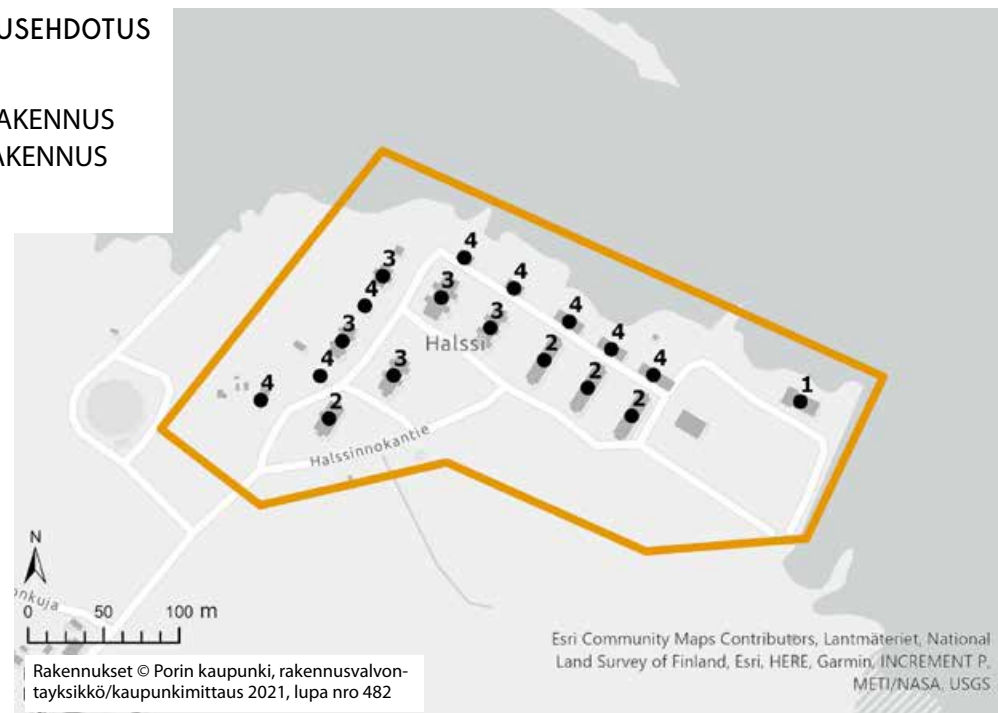 USEHDOTUS
AKENNUS
AKENNUS
4
3
4
3
4
3
4
3
4
3
2
4
Halssi
4
2
3
4
4
2
1
2
2
Halssinnokantie
N
onkuja
0 50 100 m
Esri Community Maps Contributors, Lantmäteriet, National
Land Survey of Finland, Esri, HERE, Garmin, INCREMENT P,
METI/NASA, USGS
Rakennukset © Porin kaupunki, rakennusvalvon-
tayksikkö/kaupunkimittaus 2021, lupa nro 482